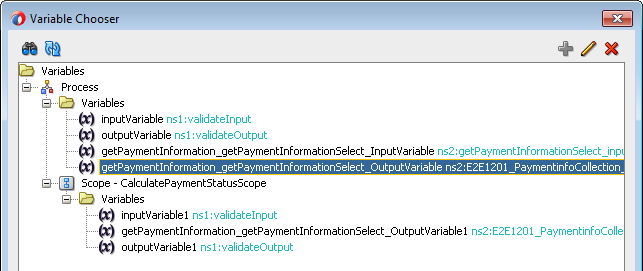 Variable Chooser
Variables
Process
Variables
(x) inputVariable ns1:validateInput
(x) outputVariable ns1:validateOutput
(x) getPaymentInformation_getPaymentInformationSelect_InputVariable ns2:getPaymentInformationSelect_inpu
(x) getPaymentInformation_getPaymentInformationSelect_OutputVariable ns2:E2E1201_PaymentinfoCollection_
Scope - CalculatePaymentStatusScope
Variables
(x) inputVariable1 ns1:validateInput
(x) getPaymentInformation_getPaymentInformationSelect_OutputVariable1 ns2:E2E1201_PaymentinfoColle
(x) outputVariable1 ns1:validateOutput